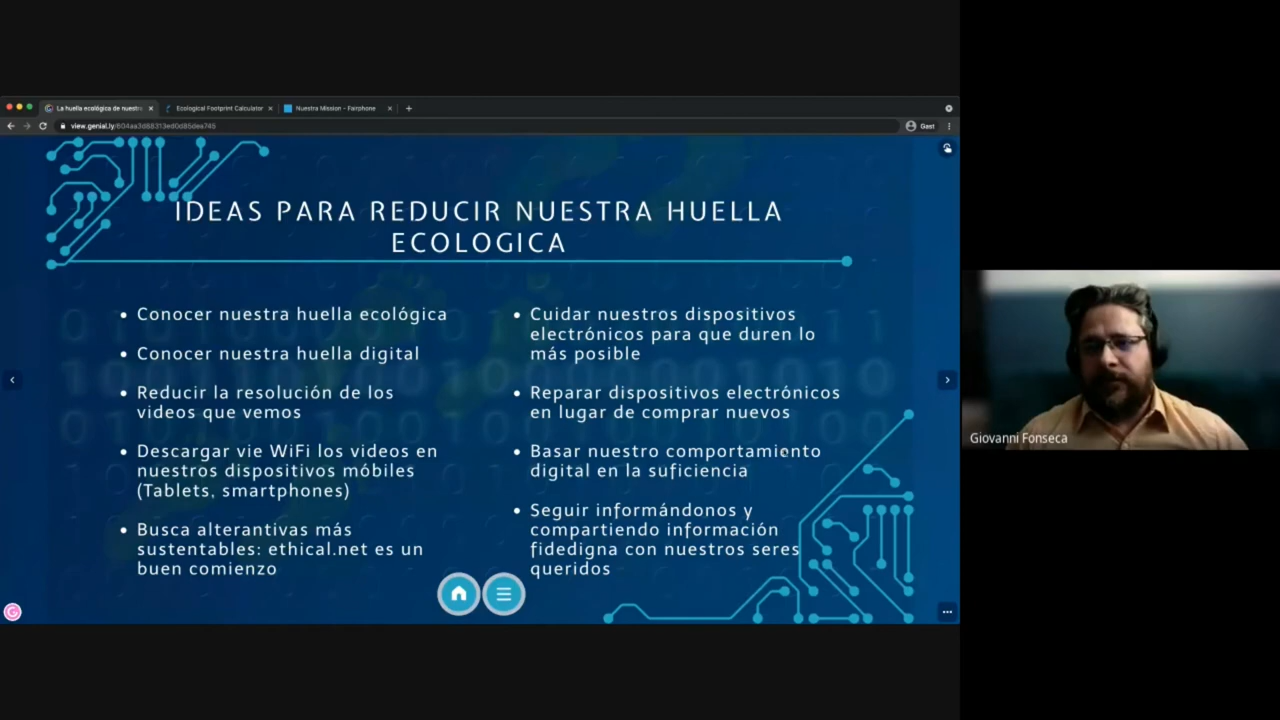 La huella ecológica de nuestro
Ecological Footprint Calculator
Nuestra Mission - Fairphone
view.genial.ly/604aa3d88313ed0d85dea745
Gast
IDEAS PARA REDUCIR NUESTRA HUELLA
ECOLOGICA
Conocer nuestra huella ecológica
Conocer nuestra huella digital
Reducir la resolución de los
videos que vemos
Descargar vie WiFi los videos en
nuestros dispositivos móbiles
(Tablets, smartphones)
Busca alterantivas más
sustentables: ethical.net es un
buen comienzo
Cuidar nuestros dispositivos
electrónicos para que duren lo
más posible
Reparar dispositivos electrónicos
en lugar de comprar nuevos
Basar nuestro comportamiento
digital en la suficiencia
Seguir informándonos y
compartiendo información
fidedigna con nuestros seres
queridos
Giovanni Fonseca